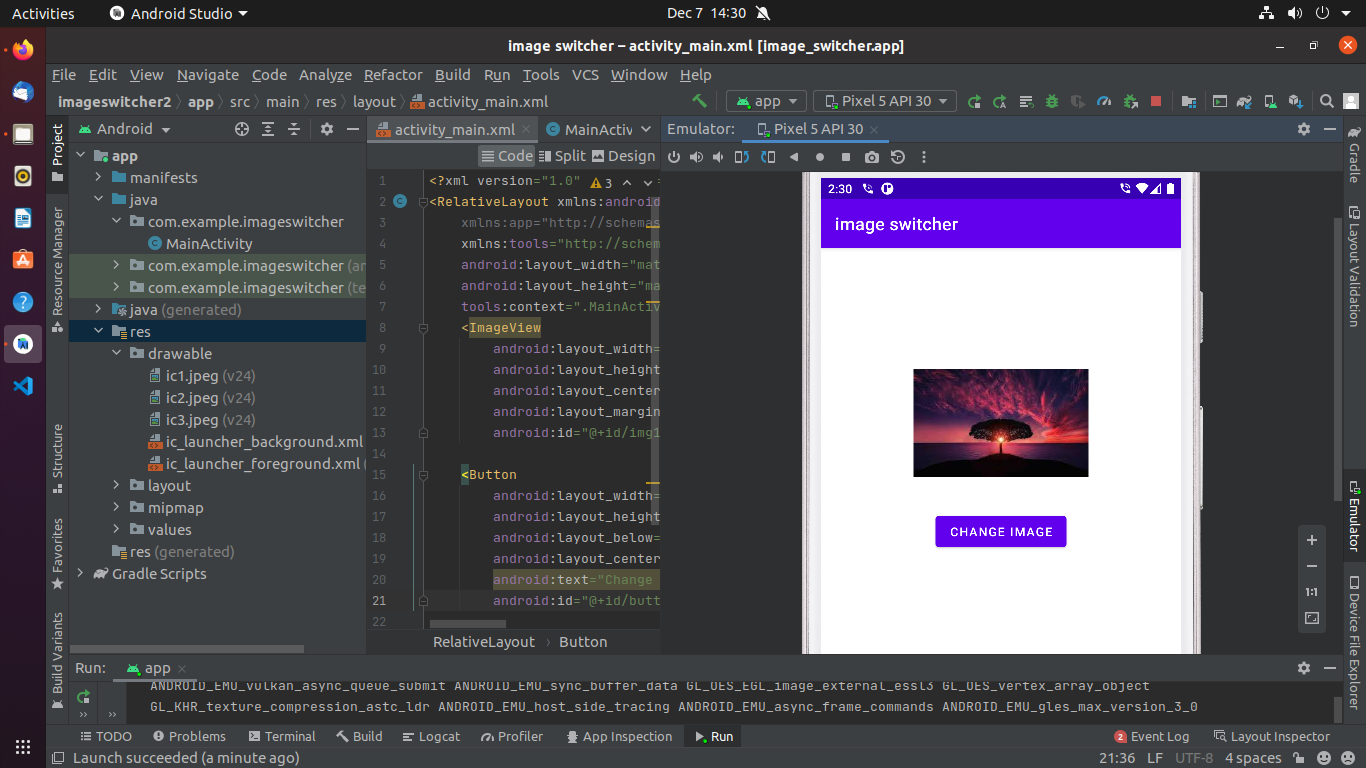 Activities
Android Studio
Dec 7 14:30
image switcher – activity_main.xml [image_switcher.app]
File Edit View Navigate Code Analyze Refactor Build Run Tools VCS Window Help
imageswitcher2 app src main res layout activity_main.xml
app
Pixel 5 API 30
Project
Resource Manager
Structure
Favorites
Build Variants
Android
app
manifests
java
com.example.imageswitcher
MainActivity
com.example.imageswitcher (an
com.example.imageswitcher (te
java (generated)
res
drawable
ic1.jpeg (v24)
ic2.jpeg (v24)
ic3.jpeg (v24)
ic_launcher_background.xml
ic_launcher_foreground.xml (
layout
mipmap
values
res (generated)
Gradle Scripts
activity_main.xml
MainActiv
Code Split Design
3
1 <?xml version="1.0"
2 <RelativeLayout xmlns:android
3 xmlns:app="http://schemas
4 xmlns:tools="http://schem
5 android:layout_width="mat
6 android:layout_height="ma
7 tools:context=".MainActiv
8 <ImageView
9 android:layout_width=
10 android:layout_height
11 android:layout_center
12 android:layout_margin
13 android:id="@+id/img1
14
15 <Button
16 android:layout_width=
17 android:layout_height
18 android:layout_below=
19 android:layout_center
20 android:text="Change
21 android:id="@+id/butt
22
RelativeLayout Button
Emulator: Pixel 5 API 30
2:30
image switcher
CHANGE IMAGE
1:1
Gradle
Layout Validation
Emulator
Device File Explorer
Run: app
ANDROID_EMU_vulkan_async_queue_submit ANDROID_EMU_sync_buffer_data GL_OES_EGL_image_external_essl3 GL_OES_vertex_array_object
GL_KHR_texture_compression_astc_ldr ANDROID_EMU_host_side_tracing ANDROID_EMU_async_frame_commands ANDROID_EMU_gles_max_version_3_0
TODO Problems Terminal Build Logcat Profiler App Inspection Run
2 Event Log Layout Inspector
Launch succeeded (a minute ago)
21:36 LF UTF-8 4 spaces